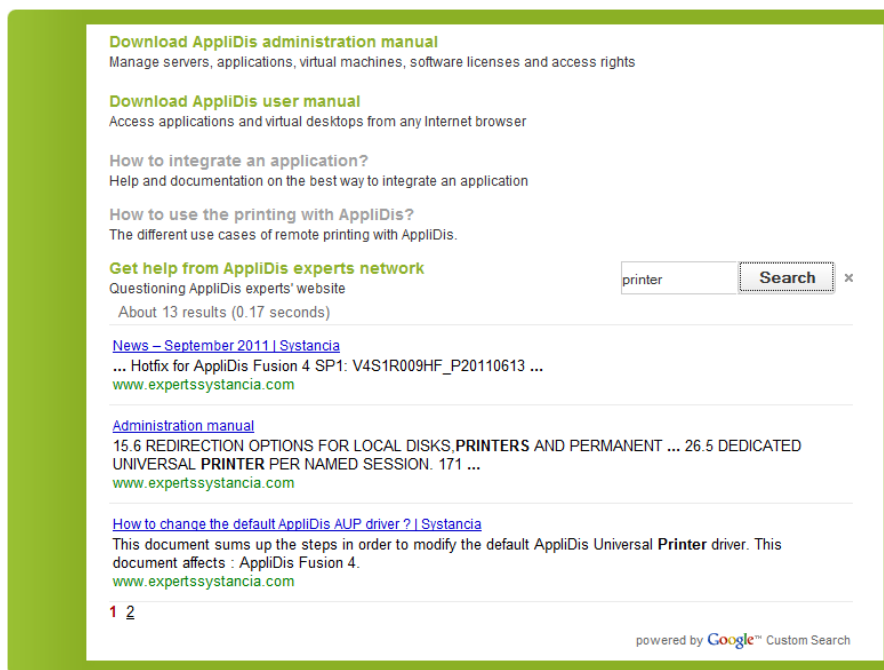 Download AppliDis administration manual
Manage servers, applications, virtual machines, software licenses and access rights
Download AppliDis user manual
Access applications and virtual desktops from any Internet browser
How to integrate an application?
Help and documentation on the best way to integrate an application
How to use the printing with AppliDis?
The different use cases of remote printing with AppliDis.
Get help from AppliDis experts network
Questioning AppliDis experts' website
printer
Search
×
About 13 results (0.17 seconds)
News – September 2011 | Systancia
... Hotfix for AppliDis Fusion 4 SP1: V4S1R009HF_P20110613 ...
www.expertssystancia.com
Administration manual
15.6 REDIRECTION OPTIONS FOR LOCAL DISKS,PRINTERS AND PERMANENT ... 26.5 DEDICATED
UNIVERSAL PRINTER PER NAMED SESSION. 171 ...
www.expertssystancia.com
How to change the default AppliDis AUP driver ? | Systancia
This document sums up the steps in order to modify the default AppliDis Universal Printer driver. This
document affects : AppliDis Fusion 4.
www.expertssystancia.com
1 2
powered by Google™ Custom Search